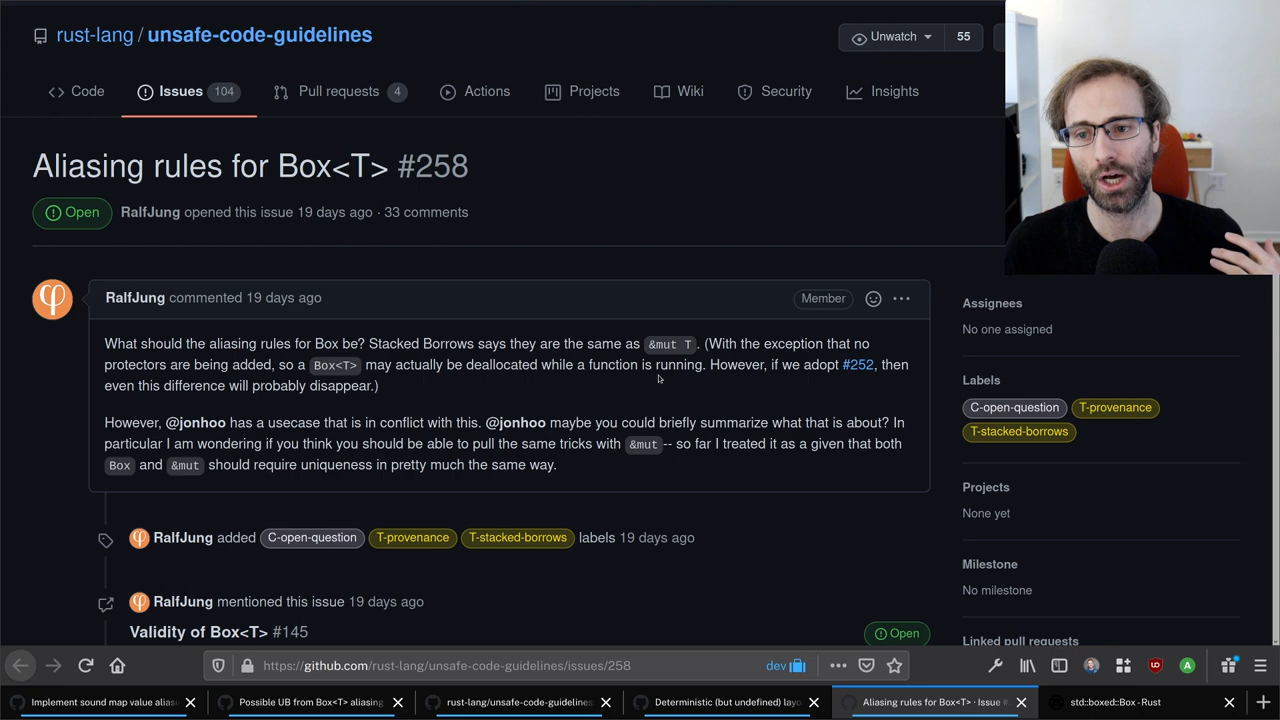 rust-lang / unsafe-code-guidelines
Unwatch 55
Code Issues 104 Pull requests 4 Actions Projects Wiki Security Insights
Aliasing rules for Box<T> #258
Open RalfJung opened this issue 19 days ago · 33 comments
RalfJung commented 19 days ago Member
What should the aliasing rules for Box be? Stacked Borrows says they are the same as &mut T. (With the exception that no
protectors are being added, so a Box<T> may actually be deallocated while a function is running. However, if we adopt #252, then
even this difference will probably disappear.)
However, @jonhoo has a usecase that is in conflict with this. @jonhoo maybe you could briefly summarize what that is about? In
particular I am wondering if you think you should be able to pull the same tricks with &mut -- so far I treated it as a given that both
Box and &mut should require uniqueness in pretty much the same way.
RalfJung added C-open-question T-provenance T-stacked-borrows labels 19 days ago
RalfJung mentioned this issue 19 days ago
Validity of Box<T> #145
Open
Assignees
No one assigned
Labels
C-open-question T-provenance
T-stacked-borrows
Projects
None yet
Milestone
No milestone
Linked pull requests
https://github.com/rust-lang/unsafe-code-guidelines/issues/258 dev
Implement sound map value alias Possible UB from Box<T> aliasing rust-lang/unsafe-code-guidelines Deterministic (but undefined) layo Aliasing rules for Box<T> · Issue # std::boxed::Box - Rust